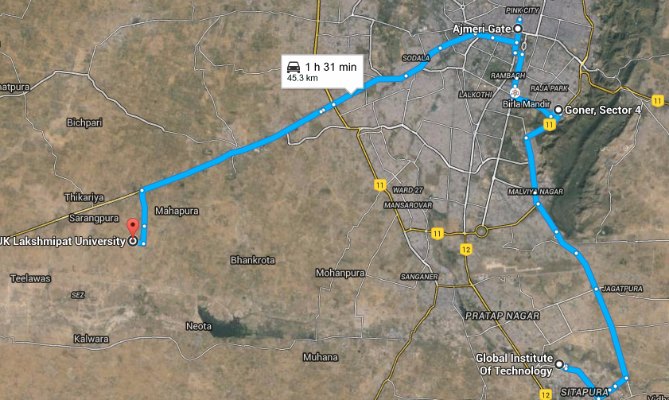 PINK CITY
Ajmeri Gate
1 h 31 min
45.3 km
SODALA
RAMBAGH
LALKOTHI
RAJA PARK
Birla Mandir
Goner, Sector 4
11
11
Bichpari
Thikariya
Saranqpura
Mahapura
JK Lakshmipat University
Teelawas
SEZ
Kalwara
Bhankrota
Neota
Mohanpura
Muhana
11
WARD 27
MANSAROVAR
11
12
SANGANER
MALVIYA NAGAR
JAGATPURA
PRATAP NAGAR
Global Institute
Of Technology
SITAPURA
12